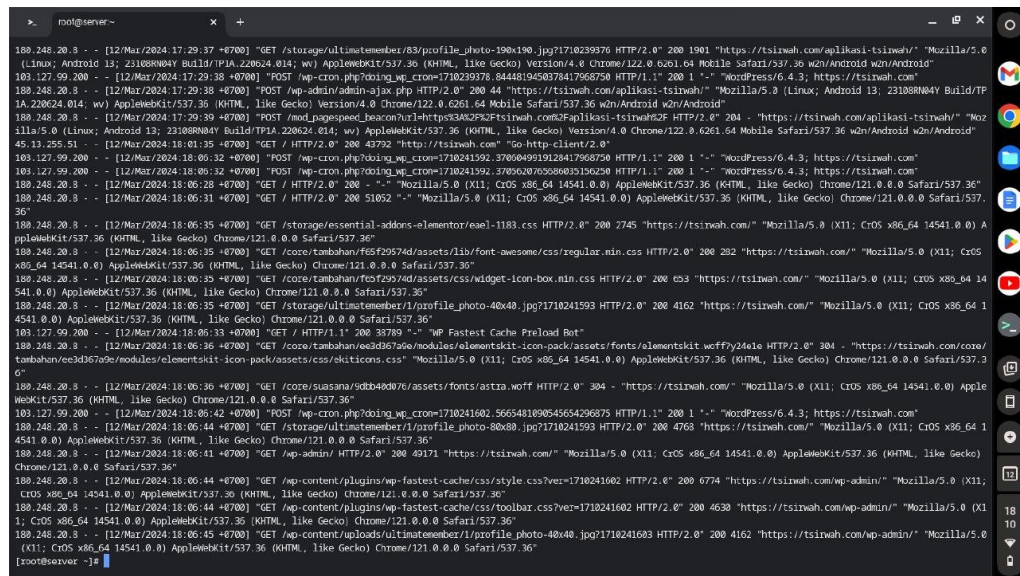 root@server:~
180.248.20.8 - - [12/Mar/2024:17:29:37 +0700] "GET /storage/ultimatemember/83/profile_photo-190x190.jpg?1710239376 HTTP/2.0" 200 1901 "https://tsirwah.com/aplikasi-tsirwah/" "Mozilla/5.0
(Linux; Android 13; 23108RN04Y Build/TP1A.220624.014; wv) AppleWebKit/537.36 (KHTML, like Gecko) Version/4.0 Chrome/122.0.6261.64 Mobile Safari/537.36 w2n/Android w2n/Android"
103.127.99.200 - - [12/Mar/2024:17:29:38 +0700] "POST /wp-cron.php?doing_wp_cron=1710239378.8444819450378417968750 HTTP/1.1" 200 1 "-" "WordPress/6.4.3; https://tsirwah.com"
180.248.20.8 - - [12/Mar/2024:17:29:38 +0700] "POST /wp-admin/admin-ajax.php HTTP/2.0" 200 44 "https://tsirwah.com/aplikasi-tsirwah/" "Mozilla/5.0 (Linux; Android 13; 23108RN04Y Build/TP
1A.220624.014; wv) AppleWebKit/537.36 (KHTML, like Gecko) Version/4.0 Chrome/122.0.6261.64 Mobile Safari/537.36 w2n/Android w2n/Android"
180.248.20.8 - - [12/Mar/2024:17:29:39 +0700] "POST /mod_pagespeed_beacon?url=https%3A%2F%2Ftsirwah.com%2Faplikasi-tsirwah%2F HTTP/2.0" 204 - "https://tsirwah.com/aplikasi-tsirwah/" "Moz
illa/5.0 (Linux; Android 13; 23108RN04Y Build/TP1A.220624.014; wv) AppleWebKit/537.36 (KHTML, like Gecko) Version/4.0 Chrome/122.0.6261.64 Mobile Safari/537.36 w2n/Android w2n/Android"
45.13.255.51 - - [12/Mar/2024:18:01:35 +0700] "GET / HTTP/2.0" 200 43792 "http://tsirwah.com" "Go-http-client/2.0"
103.127.99.200 - - [12/Mar/2024:18:06:32 +0700] "POST /wp-cron.php?doing_wp_cron=1710241592.3706049919128417968750 HTTP/1.1" 200 1 "-" "WordPress/6.4.3; https://tsirwah.com"
103.127.99.200 - - [12/Mar/2024:18:06:32 +0700] "POST /wp-cron.php?doing_wp_cron=1710241592.3705620765686035156250 HTTP/1.1" 200 1 "-" "WordPress/6.4.3; https://tsirwah.com"
180.248.20.8 - - [12/Mar/2024:18:06:28 +0700] "GET / HTTP/2.0" 200 - "-" "Mozilla/5.0 (X11; CrOS x86_64 14541.0.0) AppleWebKit/537.36 (KHTML, like Gecko) Chrome/121.0.0.0 Safari/537.36"
180.248.20.8 - - [12/Mar/2024:18:06:31 +0700] "GET / HTTP/2.0" 200 51052 "-" "Mozilla/5.0 (X11; CrOS x86_64 14541.0.0) AppleWebKit/537.36 (KHTML, like Gecko) Chrome/121.0.0.0 Safari/537.
36"
180.248.20.8 - - [12/Mar/2024:18:06:35 +0700] "GET /storage/essential-addons-elementor/eael-1183.css HTTP/2.0" 200 2745 "https://tsirwah.com/" "Mozilla/5.0 (X11; CrOS x86_64 14541.0.0) A
ppleWebKit/537.36 (KHTML, like Gecko) Chrome/121.0.0.0 Safari/537.36"
180.248.20.8 - - [12/Mar/2024:18:06:35 +0700] "GET /core/tambahan/f65f29574d/assets/lib/font-awesome/css/regular.min.css HTTP/2.0" 200 282 "https://tsirwah.com/" "Mozilla/5.0 (X11; CrOS
x86_64 14541.0.0) AppleWebKit/537.36 (KHTML, like Gecko) Chrome/121.0.0.0 Safari/537.36"
180.248.20.8 - - [12/Mar/2024:18:06:35 +0700] "GET /core/tambahan/f65f29574d/assets/css/widget-icon-box.min.css HTTP/2.0" 200 653 "https://tsirwah.com/" "Mozilla/5.0 (X11; CrOS x86_64 14
541.0.0) AppleWebKit/537.36 (KHTML, like Gecko) Chrome/121.0.0.0 Safari/537.36"
180.248.20.8 - - [12/Mar/2024:18:06:35 +0700] "GET /storage/ultimatemember/1/profile_photo-40x40.jpg?1710241593 HTTP/2.0" 200 4162 "https://tsirwah.com/" "Mozilla/5.0 (X11; CrOS x86_64 1
4541.0.0) AppleWebKit/537.36 (KHTML, like Gecko) Chrome/121.0.0.0 Safari/537.36"
103.127.99.200 - - [12/Mar/2024:18:06:33 +0700] "GET / HTTP/1.1" 200 38789 "-" "WP Fastest Cache Preload Bot"
180.248.20.8 - - [12/Mar/2024:18:06:36 +0700] "GET /core/tambahan/ee3d367a9e/modules/elementskit-icon-pack/assets/fonts/elementskit.woff?y24e1e HTTP/2.0" 304 - "https://tsirwah.com/core/
tambahan/ee3d367a9e/modules/elementskit-icon-pack/assets/css/ekiticons.css" "Mozilla/5.0 (X11; CrOS x86_64 14541.0.0) AppleWebKit/537.36 (KHTML, like Gecko) Chrome/121.0.0.0 Safari/537.3
6"
180.248.20.8 - - [12/Mar/2024:18:06:36 +0700] "GET /core/suasana/9dbb40d076/assets/fonts/astra.woff HTTP/2.0" 304 - "https://tsirwah.com/" "Mozilla/5.0 (X11; CrOS x86_64 14541.0.0) Apple
WebKit/537.36 (KHTML, like Gecko) Chrome/121.0.0.0 Safari/537.36"
103.127.99.200 - - [12/Mar/2024:18:06:42 +0700] "POST /wp-cron.php?doing_wp_cron=1710241602.5665481090545654296875 HTTP/1.1" 200 1 "-" "WordPress/6.4.3; https://tsirwah.com"
180.248.20.8 - - [12/Mar/2024:18:06:44 +0700] "GET /storage/ultimatemember/1/profile_photo-80x80.jpg?1710241593 HTTP/2.0" 200 4768 "https://tsirwah.com/" "Mozilla/5.0 (X11; CrOS x86_64 1
4541.0.0) AppleWebKit/537.36 (KHTML, like Gecko) Chrome/121.0.0.0 Safari/537.36"
180.248.20.8 - - [12/Mar/2024:18:06:41 +0700] "GET /wp-admin/ HTTP/2.0" 200 49171 "https://tsirwah.com/" "Mozilla/5.0 (X11; CrOS x86_64 14541.0.0) AppleWebKit/537.36 (KHTML, like Gecko)
Chrome/121.0.0.0 Safari/537.36"
180.248.20.8 - - [12/Mar/2024:18:06:44 +0700] "GET /wp-content/plugins/wp-fastest-cache/css/style.css?ver=1710241602 HTTP/2.0" 200 6774 "https://tsirwah.com/wp-admin/" "Mozilla/5.0 (X11;
CrOS x86_64 14541.0.0) AppleWebKit/537.36 (KHTML, like Gecko) Chrome/121.0.0.0 Safari/537.36"
180.248.20.8 - - [12/Mar/2024:18:06:44 +0700] "GET /wp-content/plugins/wp-fastest-cache/css/toolbar.css?ver=1710241602 HTTP/2.0" 200 4630 "https://tsirwah.com/wp-admin/" "Mozilla/5.0 (X1
1; CrOS x86_64 14541.0.0) AppleWebKit/537.36 (KHTML, like Gecko) Chrome/121.0.0.0 Safari/537.36"
180.248.20.8 - - [12/Mar/2024:18:06:45 +0700] "GET /wp-content/uploads/ultimatemember/1/profile_photo-40x40.jpg?1710241603 HTTP/2.0" 200 4162 "https://tsirwah.com/wp-admin/" "Mozilla/5.0
(X11; CrOS x86_64 14541.0.0) AppleWebKit/537.36 (KHTML, like Gecko) Chrome/121.0.0.0 Safari/537.36"
[root@server ~]#
12
18
10